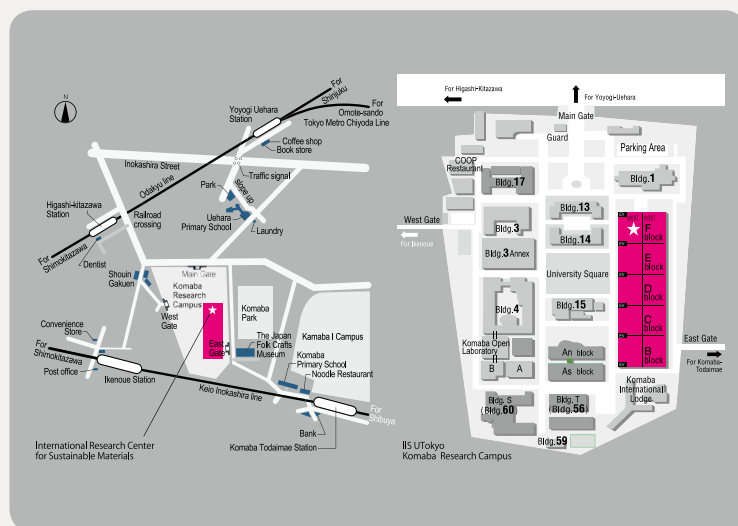 N
For
Shinjuku
For
Omote-sando
Tokyo Metro Chiyoda Line
Yoyogi Uehara
Station
Coffee shop
Book store
Inokashira Street
Traffic signal
Odakyu line
Park
slope up
Higashi-kitazawa
Station
Railroad
crossing
Uehara
Primary School
Laundry
For
Shimokitazawa
Dentist
Shouin
Gakuen
Main Gate
Komaba
Research
Campus
Komaba
Park
West
Gate
Komaba I Campus
Convenience
Store
East
Gate
The Japan
Folk Crafts
Museum
For
Shimokitazawa
Komaba
Primary School
Noodle Restaurant
Post office
Ikenoue Station
Keio Inokashira line
For
Shibuya
Bank
Komaba Todaimae Station
International Research Center
for Sustainable Materials
For Higashi-Kitazawa
For Yoyogi-Uehara
Main Gate
Guard
Parking Area
COOP
Restaurant
Bldg.17
Bldg.1
West Gate
For Ikenoue
Bldg.13
Bldg.3
Bldg.14
Bldg.3 Annex
east
F
block
E
block
D
block
C
block
B
block
University Square
Bldg.4
Bldg.15
East Gate
For Komaba-
Todaimae
Komaba Open
Laboratory
An block
B
A
As block
Komaba
International
Lodge
Bldg. S
(Bldg.60)
Bldg. T
(Bldg.56)
Bldg.59
IIS UTokyo
Komaba Research Campus